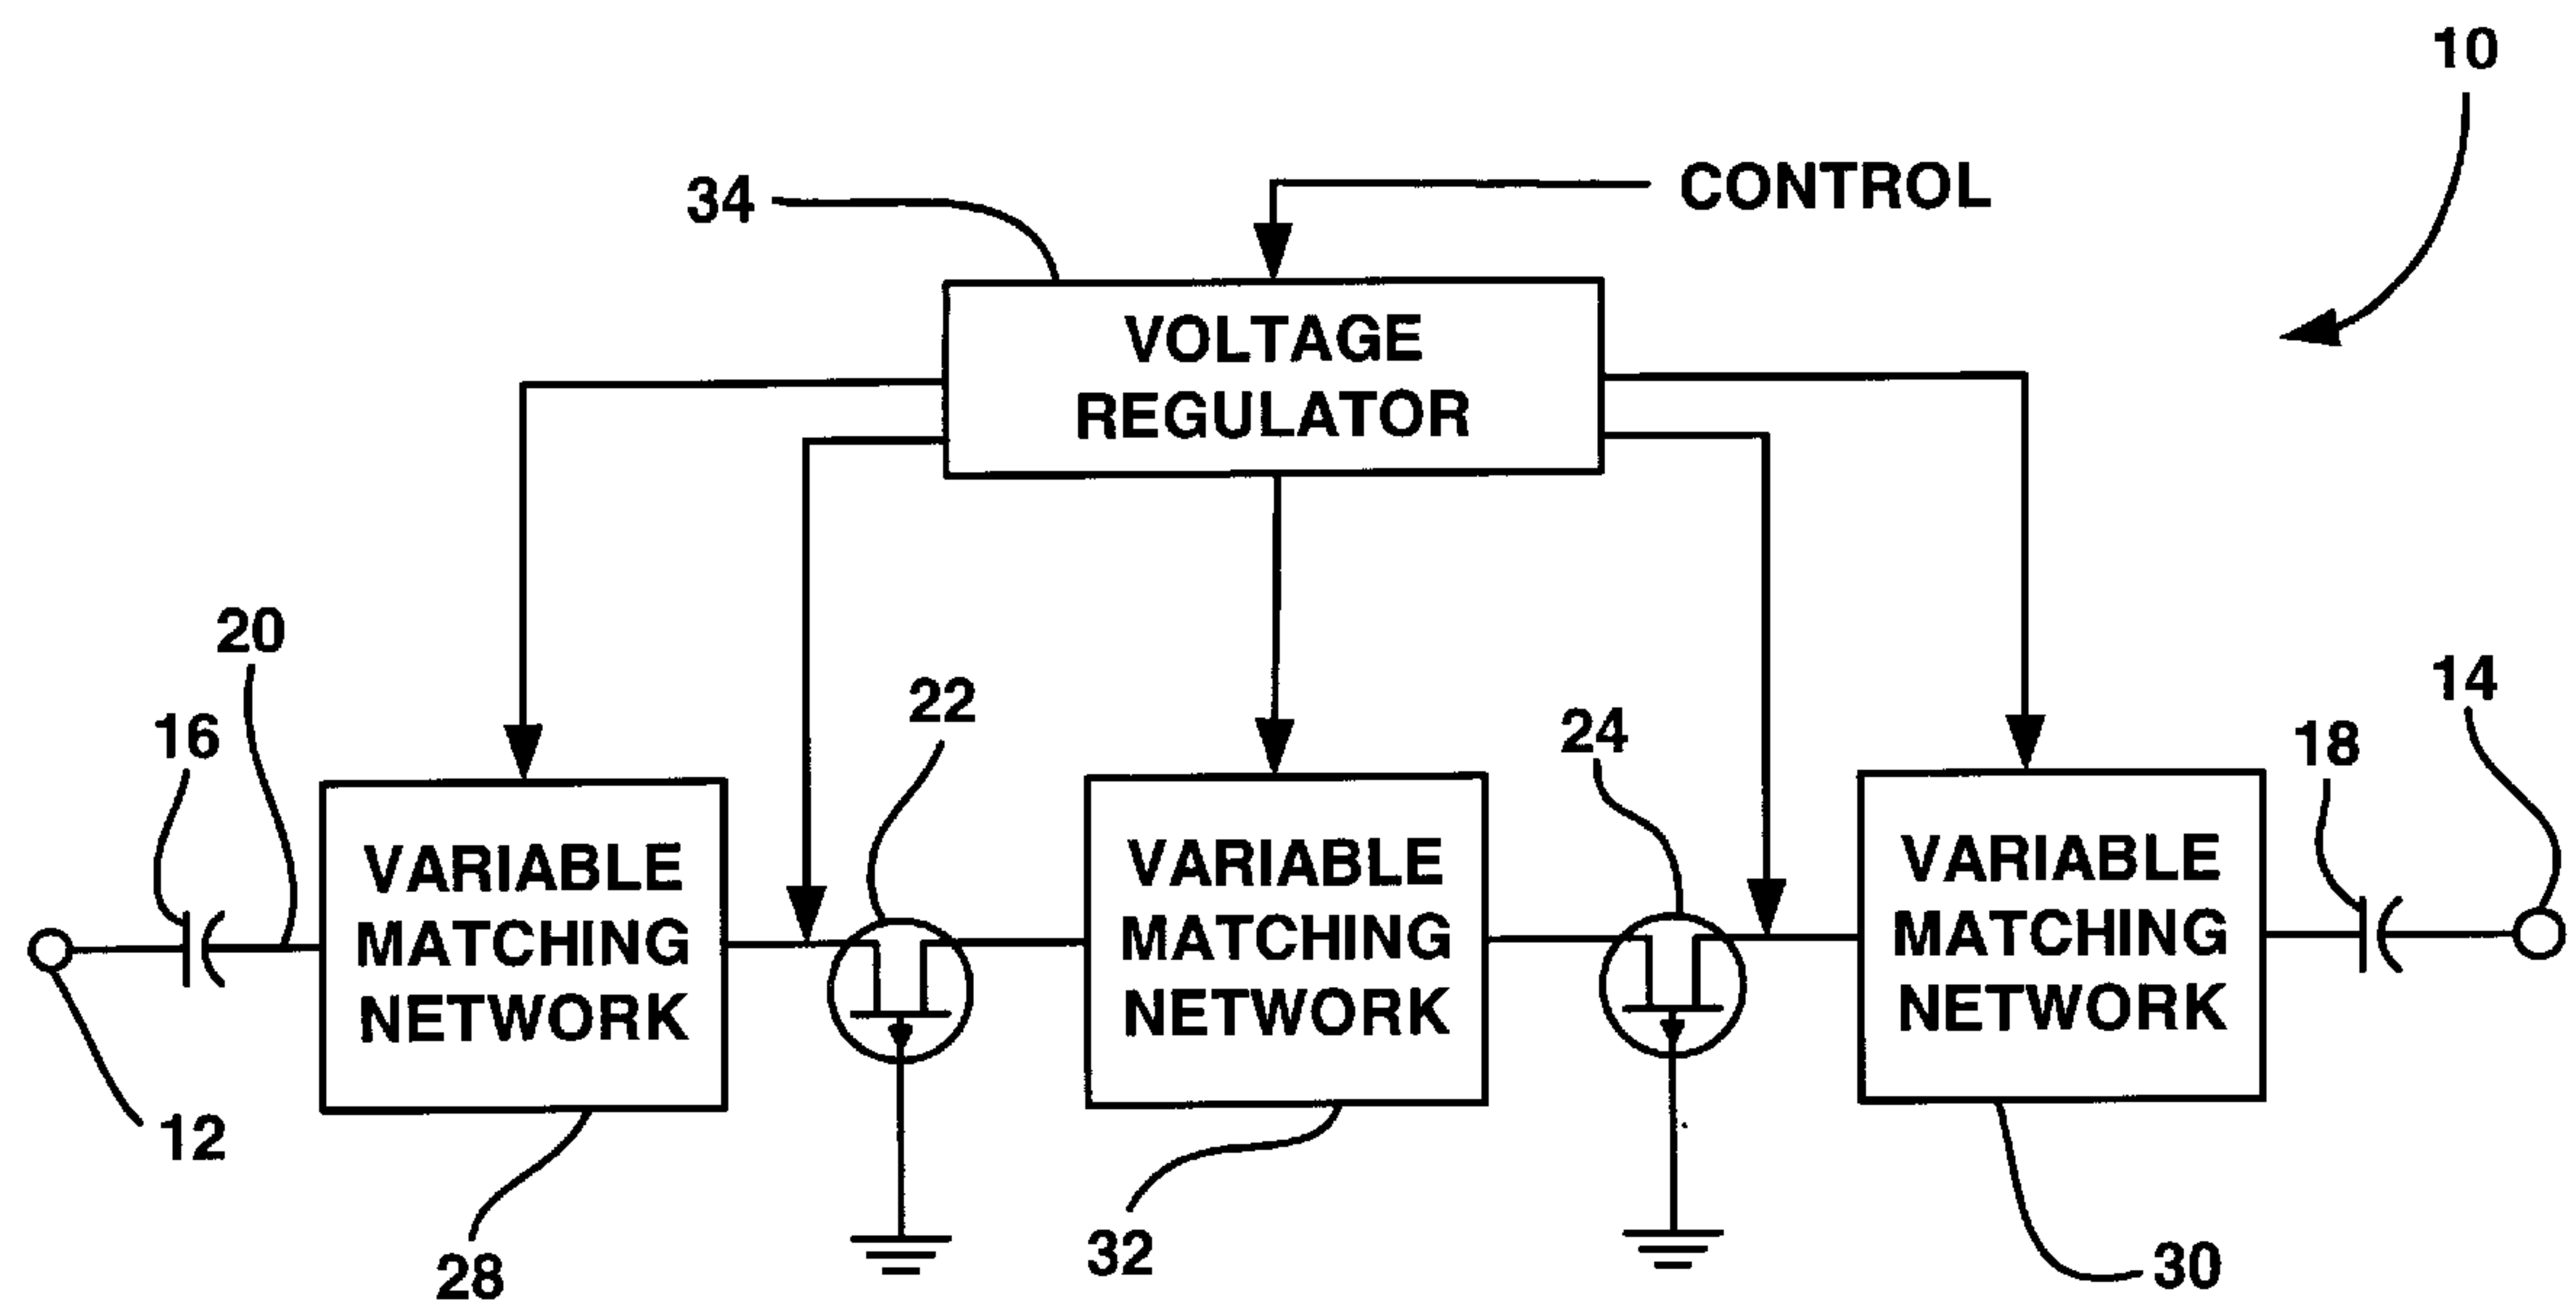 10
34
CONTROL
VOLTAGE
REGULATOR
20
16
22
24
14
18
VARIABLE
MATCHING
NETWORK
VARIABLE
MATCHING
NETWORK
VARIABLE
MATCHING
NETWORK
12
28
32
30